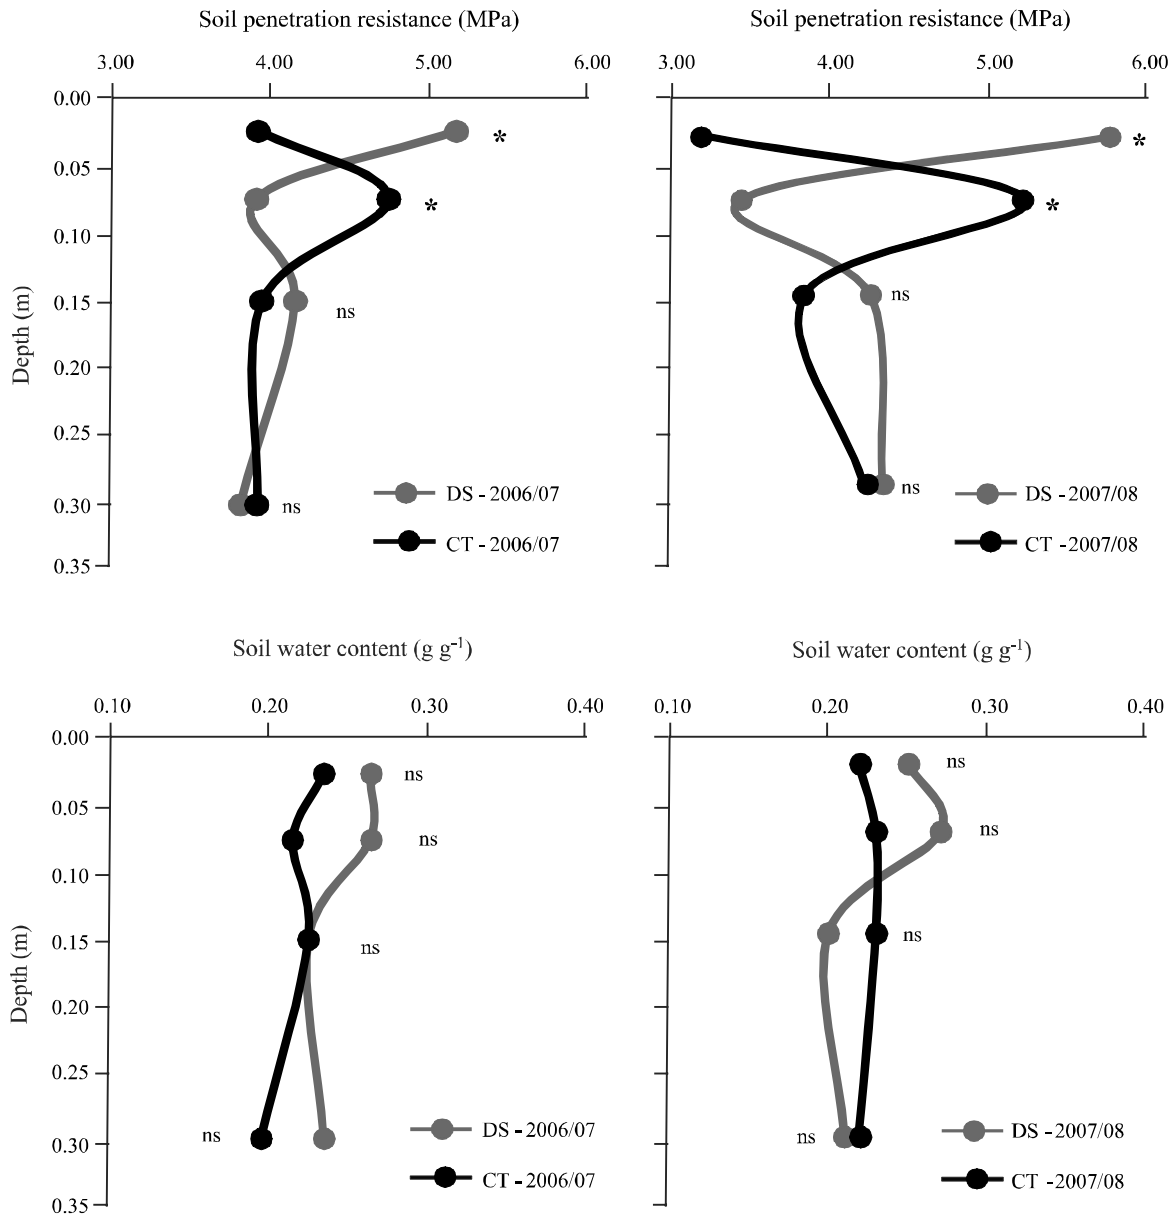 Soil penetration resistance (MPa)
3.00 4.00 5.00 6.00
0.00
0.05
0.10
0.15
0.20
0.25
0.30
0.35
Depth (m)
*
*
ns
ns
DS - 2006/07
CT - 2006/07
Soil penetration resistance (MPa)
3.00 4.00 5.00 6.00
*
*
ns
ns
DS - 2007/08
CT - 2007/08
Soil water content (g g⁻¹)
0.10 0.20 0.30 0.40
0.00
0.05
0.10
0.15
0.20
0.25
0.30
0.35
Depth (m)
ns
ns
ns
ns
DS - 2006/07
CT - 2006/07
Soil water content (g g⁻¹)
0.10 0.20 0.30 0.40
ns
ns
ns
ns
DS - 2007/08
CT - 2007/08